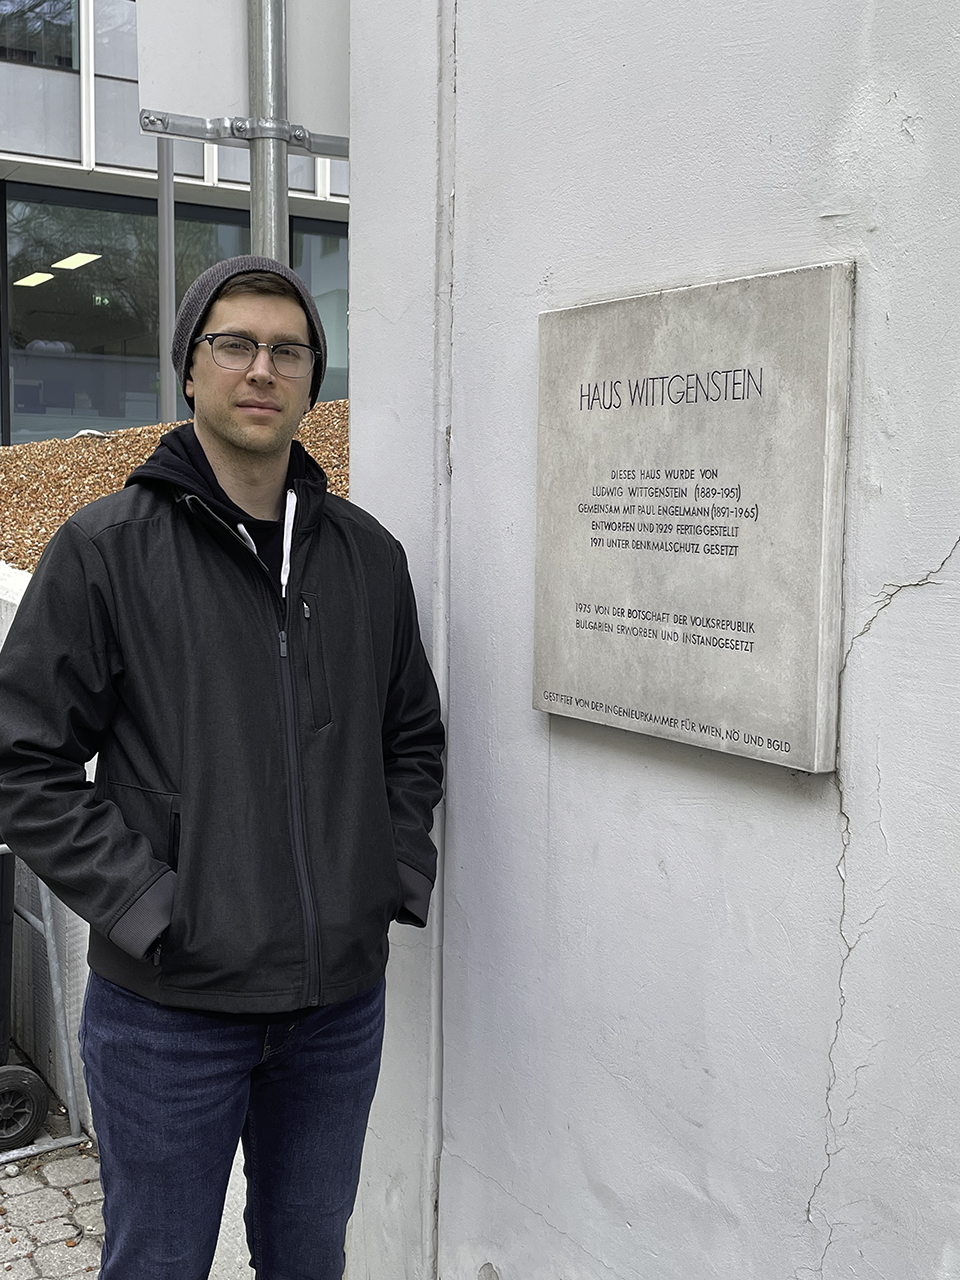 HAUS WITTGENSTEIN
DIESES HAUS WURDE VON
LUDWIG WITTGENSTEIN (1889-1951)
GEMEINSAM MIT PAUL ENGELMANN (1891-1965)
ENTWORFEN UND 1929 FERTIGGESTELLT
1971 UNTER DENKMALSCHUTZ GESETZT
1975 VON DER BOTSCHAFT DER VOLKSREPUBLIK
BULGARIEN ERWORBEN UND INSTANDGESETZT
GESTIFTET VON DER INGENIEURKAMMER FÜR WIEN, NÖ UND BGLD